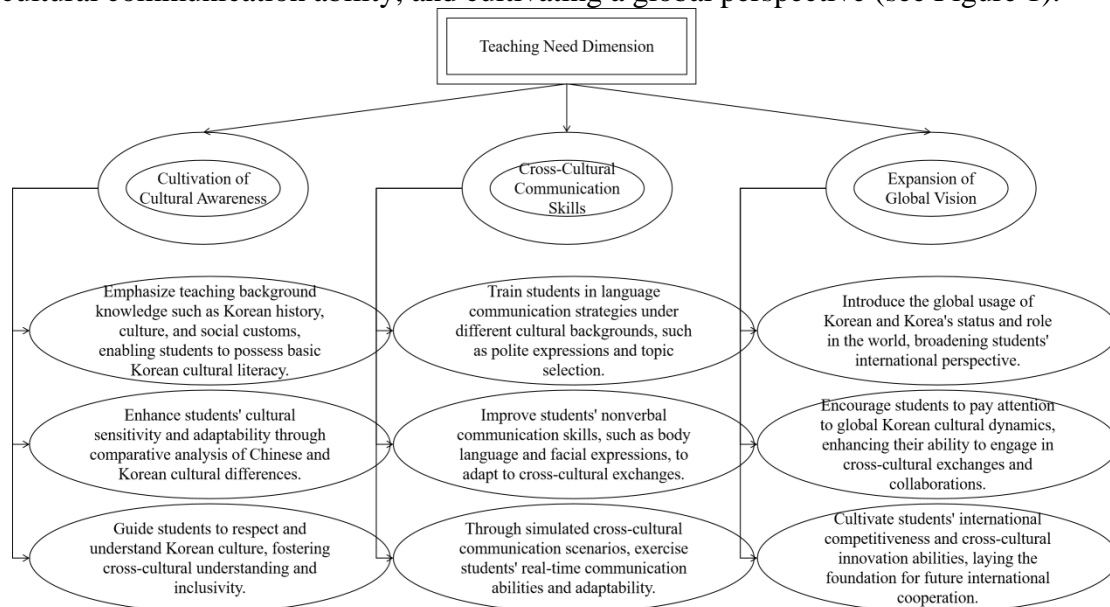 cultural communication ability, and cultivating a global perspective (see Figure 1).
Teaching Need Dimension
Cultivation of
Cultural Awareness
Cross-Cultural
Communication
Skills
Expansion of
Global Vision
Emphasize teaching background
knowledge such as Korean history,
culture, and social customs,
enabling students to possess basic
Korean cultural literacy.
Train students in language
communication strategies under
different cultural backgrounds, such
as polite expressions and topic
selection.
Introduce the global usage of
Korean and Korea's status and role
in the world, broadening students'
international perspective.
Enhance students' cultural
sensitivity and adaptability through
comparative analysis of Chinese and
Korean cultural differences.
Improve students' nonverbal
communication skills, such as body
language and facial expressions, to
adapt to cross-cultural exchanges.
Encourage students to pay attention
to global Korean cultural dynamics,
enhancing their ability to engage in
cross-cultural exchanges and
collaborations.
Guide students to respect and
understand Korean culture, fostering
cross-cultural understanding and
inclusivity.
Through simulated cross-cultural
communication scenarios, exercise
students' real-time communication
abilities and adaptability.
Cultivate students' international
competitiveness and cross-cultural
innovation abilities, laying the
foundation for future international
cooperation.